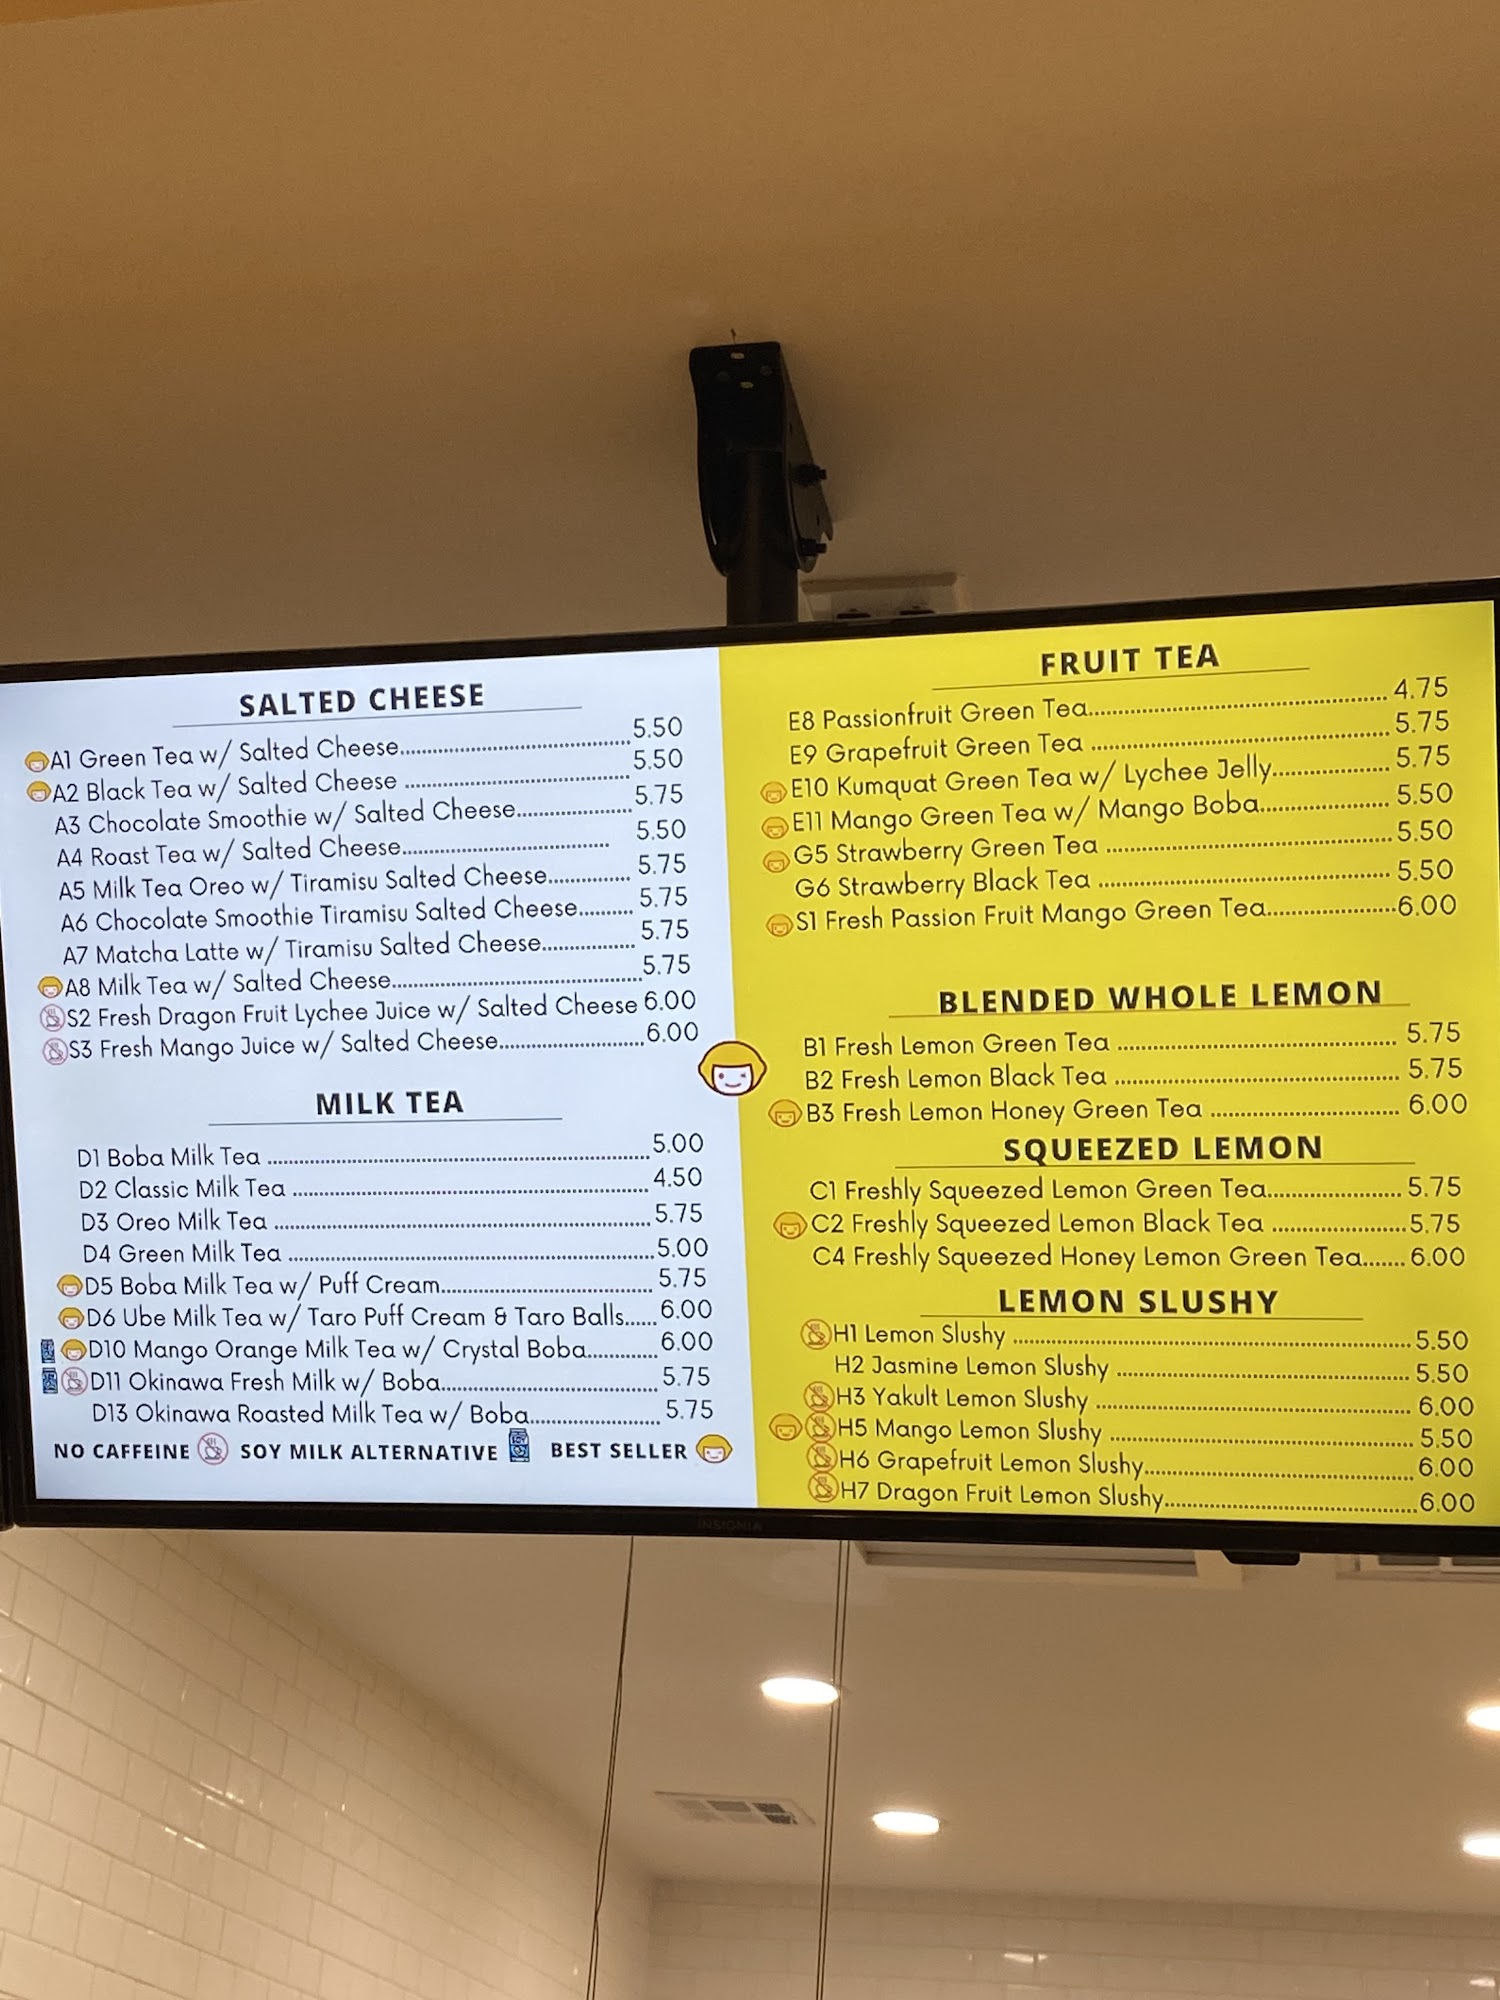 SALTED CHEESE
A1 Green Tea w/ Salted Cheese 5.50
A2 Black Tea w/ Salted Cheese 5.50
A3 Chocolate Smoothie w/ Salted Cheese 5.75
A4 Roast Tea w/ Salted Cheese 5.50
A5 Milk Tea Oreo w/ Tiramisu Salted Cheese 5.75
A6 Chocolate Smoothie Tiramisu Salted Cheese 5.75
A7 Matcha Latte w/ Tiramisu Salted Cheese 5.75
A8 Milk Tea w/ Salted Cheese 5.75
S2 Fresh Dragon Fruit Lychee Juice w/ Salted Cheese 6.00
S3 Fresh Mango Juice w/ Salted Cheese 6.00
MILK TEA
D1 Boba Milk Tea 5.00
D2 Classic Milk Tea 4.50
D3 Oreo Milk Tea 5.75
D4 Green Milk Tea 5.00
D5 Boba Milk Tea w/ Puff Cream 5.75
D6 Ube Milk Tea w/ Taro Puff Cream & Taro Balls 6.00
D10 Mango Orange Milk Tea w/ Crystal Boba 6.00
D11 Okinawa Fresh Milk w/ Boba 5.75
D13 Okinawa Roasted Milk Tea w/ Boba 5.75
NO CAFFEINE SOY MILK ALTERNATIVE BEST SELLER
FRUIT TEA
E8 Passionfruit Green Tea 4.75
E9 Grapefruit Green Tea 5.75
E10 Kumquat Green Tea w/ Lychee Jelly 5.75
E11 Mango Green Tea w/ Mango Boba 5.50
G5 Strawberry Green Tea 5.50
G6 Strawberry Black Tea 5.50
S1 Fresh Passion Fruit Mango Green Tea 6.00
BLENDED WHOLE LEMON
B1 Fresh Lemon Green Tea 5.75
B2 Fresh Lemon Black Tea 5.75
B3 Fresh Lemon Honey Green Tea 6.00
SQUEEZED LEMON
C1 Freshly Squeezed Lemon Green Tea 5.75
C2 Freshly Squeezed Lemon Black Tea 5.75
C4 Freshly Squeezed Honey Lemon Green Tea 6.00
LEMON SLUSHY
H1 Lemon Slushy 5.50
H2 Jasmine Lemon Slushy 5.50
H3 Yakult Lemon Slushy 6.00
H5 Mango Lemon Slushy 5.50
H6 Grapefruit Lemon Slushy 6.00
H7 Dragon Fruit Lemon Slushy 6.00
INSIGNIA